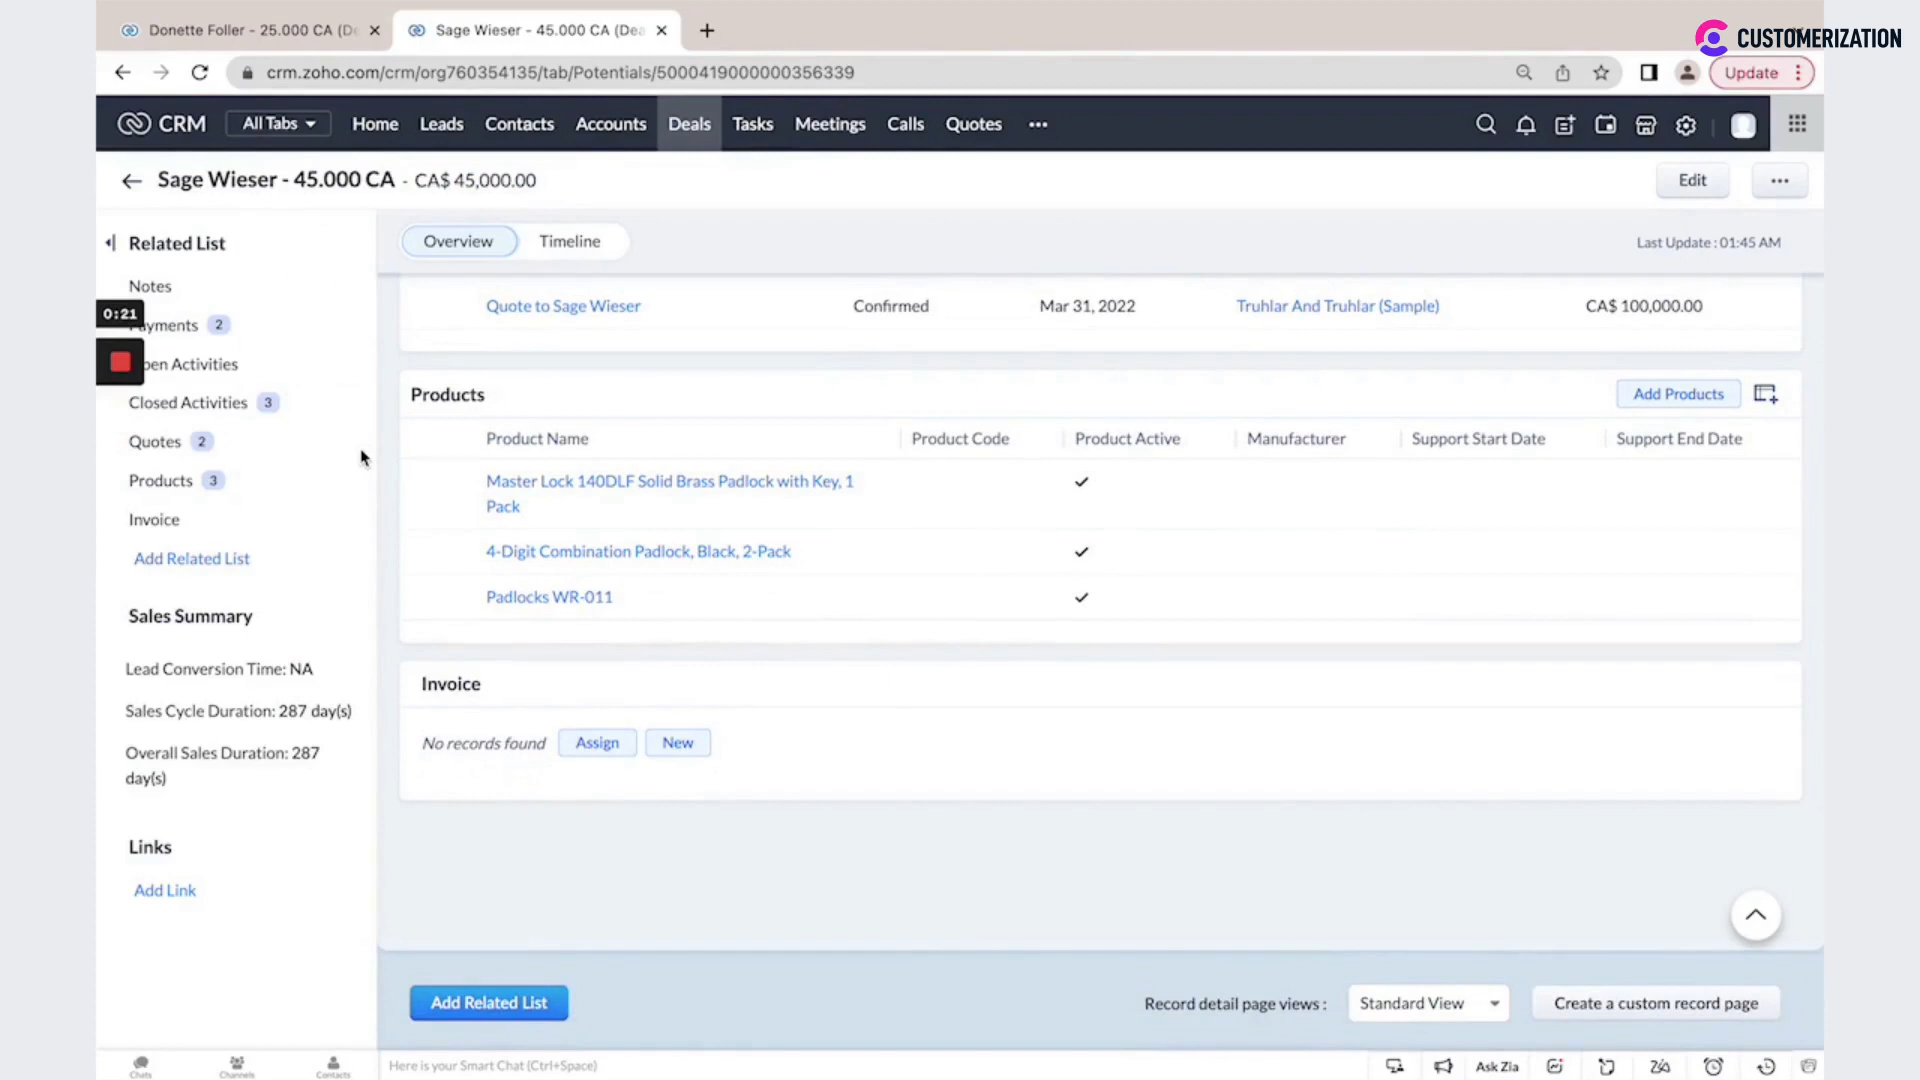 Donette Foller - 25.000 CA (De
Sage Wieser - 45.000 CA (Dea
CUSTOMERIZATION
crm.zoho.com/crm/org760354135/tab/Potentials/5000419000000356339
Update
CRM
All Tabs
Home
Leads
Contacts
Accounts
Deals
Tasks
Meetings
Calls
Quotes
Sage Wieser - 45.000 CA - CA$ 45,000.00
Edit
Related List
Overview
Timeline
Last Update : 01:45 AM
Notes
0:21
ayments 2
pen Activities
Closed Activities 3
Quotes 2
Products 3
Invoice
Add Related List
Sales Summary
Lead Conversion Time: NA
Sales Cycle Duration: 287 day(s)
Overall Sales Duration: 287
day(s)
Links
Add Link
Quote to Sage Wieser
Confirmed
Mar 31, 2022
Truhlar And Truhlar (Sample)
CA$ 100,000.00
Products
Add Products
Product Name
Product Code
Product Active
Manufacturer
Support Start Date
Support End Date
Master Lock 140DLF Solid Brass Padlock with Key, 1
Pack
4-Digit Combination Padlock, Black, 2-Pack
Padlocks WR-011
Invoice
No records found
Assign
New
Add Related List
Record detail page views :
Standard View
Create a custom record page
Chats
Channels
Contacts
Here is your Smart Chat (Ctrl+Space)
Ask Zia